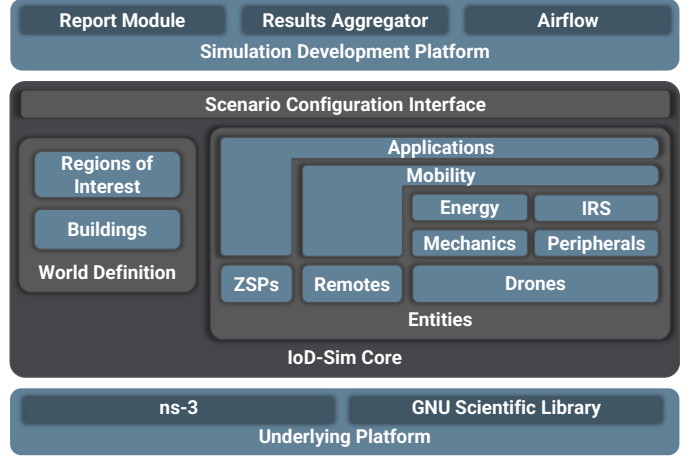 Report Module
Results Aggregator
Airflow
Simulation Development Platform
Scenario Configuration Interface
Regions of
Interest
Buildings
World Definition
Applications
Mobility
Energy
IRS
Mechanics
Peripherals
ZSPs
Remotes
Drones
Entities
IoD-Sim Core
ns-3
GNU Scientific Library
Underlying Platform